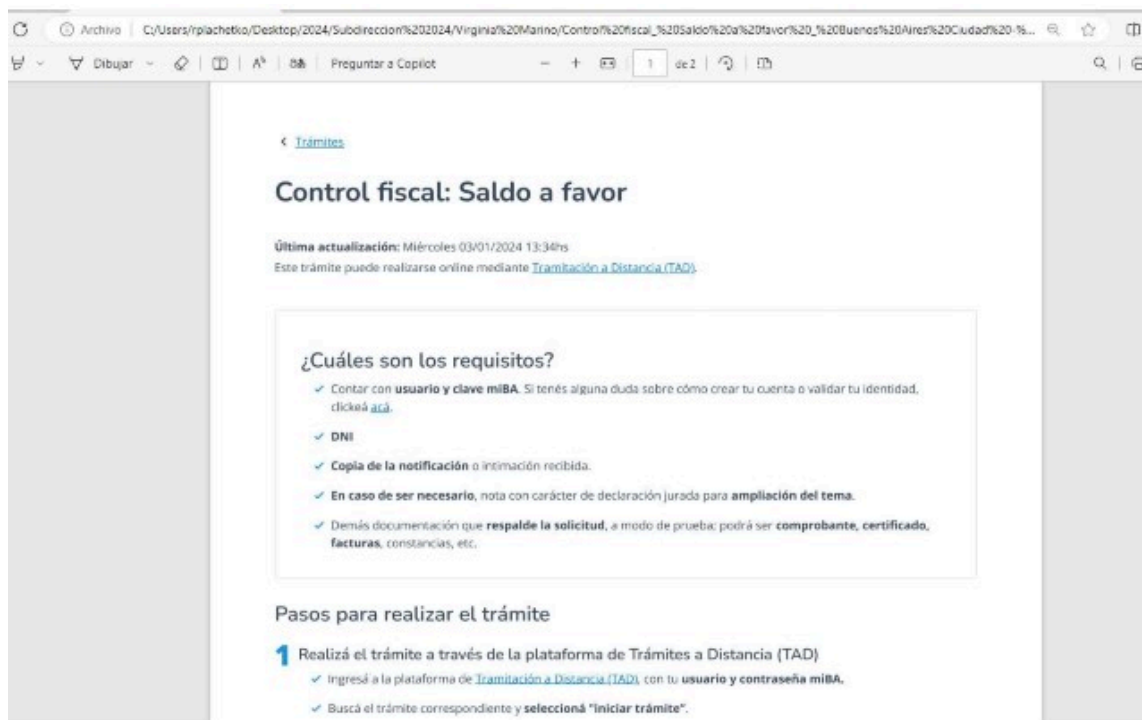 Archivo C:/Users/rplachetko/Desktop/2024/Subdireccion%202024/Virginia%20Marino/Control%20fiscal_%20Saldo%20a%20favor%20_%20Buenos%20Aires%20Ciudad%20-%...
Dibujar Preguntar a Copilot 1 de 2
Trámites
Control fiscal: Saldo a favor
Última actualización: Miércoles 03/01/2024 13:34hs
Este trámite puede realizarse online mediante Tramitación a Distancia (TAD).
¿Cuáles son los requisitos?
Contar con usuario y clave miBA. Si tenés alguna duda sobre cómo crear tu cuenta o validar tu identidad,
clickeá acá.
DNI
Copia de la notificación o intimación recibida.
En caso de ser necesario, nota con carácter de declaración jurada para ampliación del tema.
Demás documentación que respalde la solicitud, a modo de prueba: podrá ser comprobante, certificado,
facturas, constancias, etc.
Pasos para realizar el trámite
1 Realizá el trámite a través de la plataforma de Trámites a Distancia (TAD)
Ingresá a la plataforma de Tramitación a Distancia (TAD), con tu usuario y contraseña miBA.
Buscá el trámite correspondiente y seleccioná "iniciar trámite".